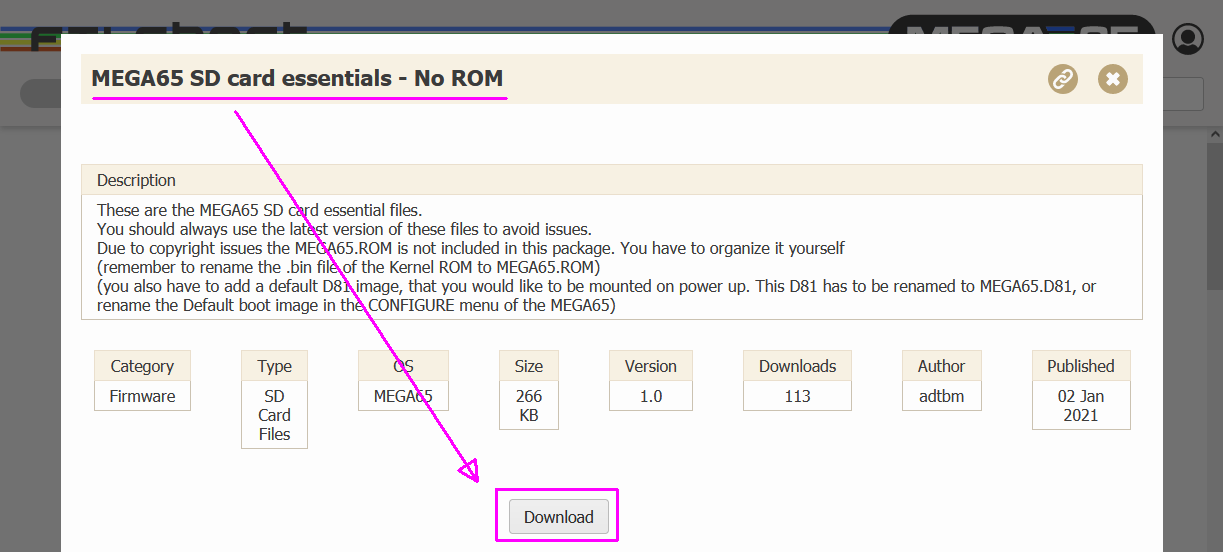 MEGA65 SD card essentials - No ROM
Description
These are the MEGA65 SD card essential files.
You should always use the latest version of these files to avoid issues.
Due to copyright issues the MEGA65.ROM is not included in this package. You have to organize it yourself
(remember to rename the .bin file of the Kernel ROM to MEGA65.ROM)
(you also have to add a default D81 image, that you would like to be mounted on power up. This D81 has to be renamed to MEGA65.D81, or
rename the Default boot image in the CONFIGURE menu of the MEGA65)
Category Type OS Size Version Downloads Author Published
Firmware SD MEGA65 266 1.0 113 adtbm 02 Jan
Card KB 2021
Files
Download